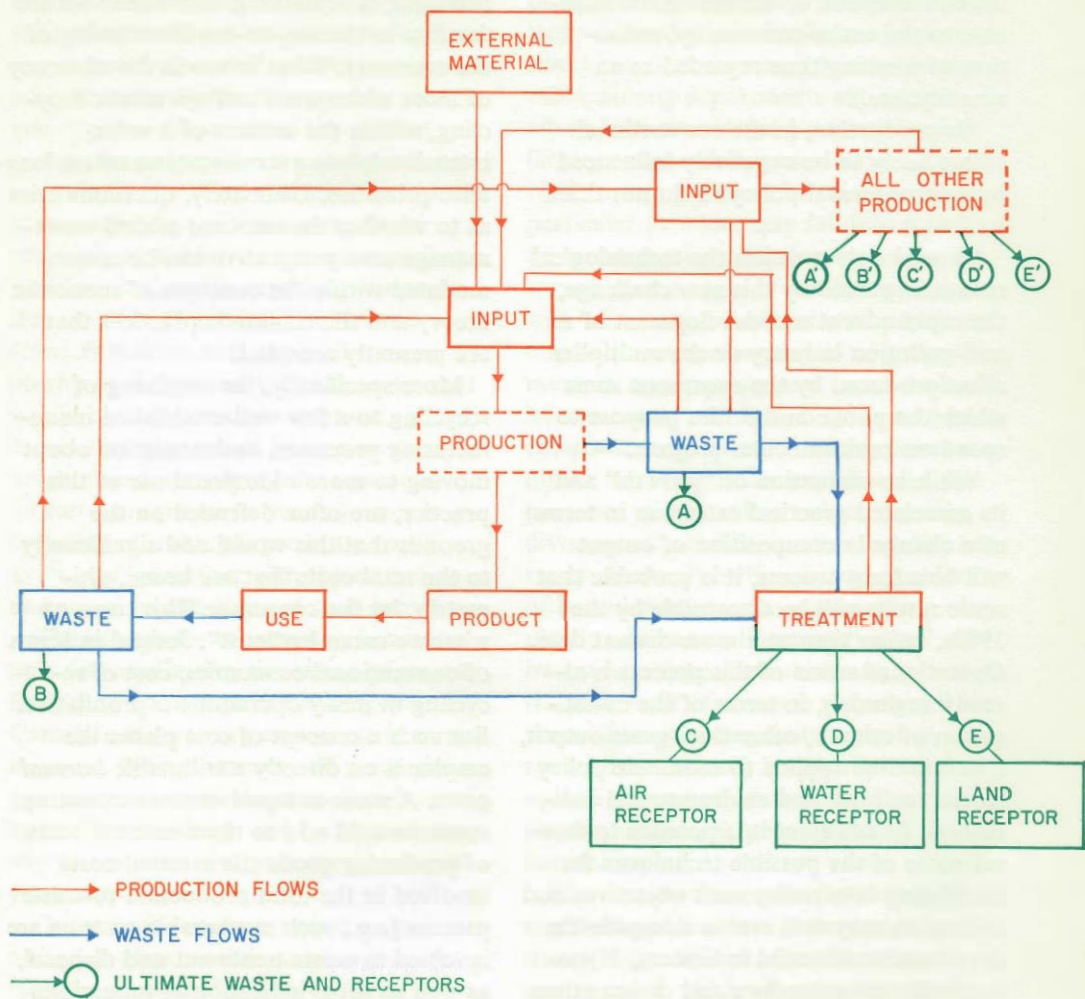 EXTERNAL
MATERIAL
INPUT
ALL OTHER
PRODUCTION
A'
B'
C'
D'
E'
INPUT
PRODUCTION
WASTE
A
WASTE
USE
PRODUCT
TREATMENT
B
C
D
E
AIR
RECEPTOR
WATER
RECEPTOR
LAND
RECEPTOR
PRODUCTION FLOWS
WASTE FLOWS
ULTIMATE WASTE AND RECEPTORS